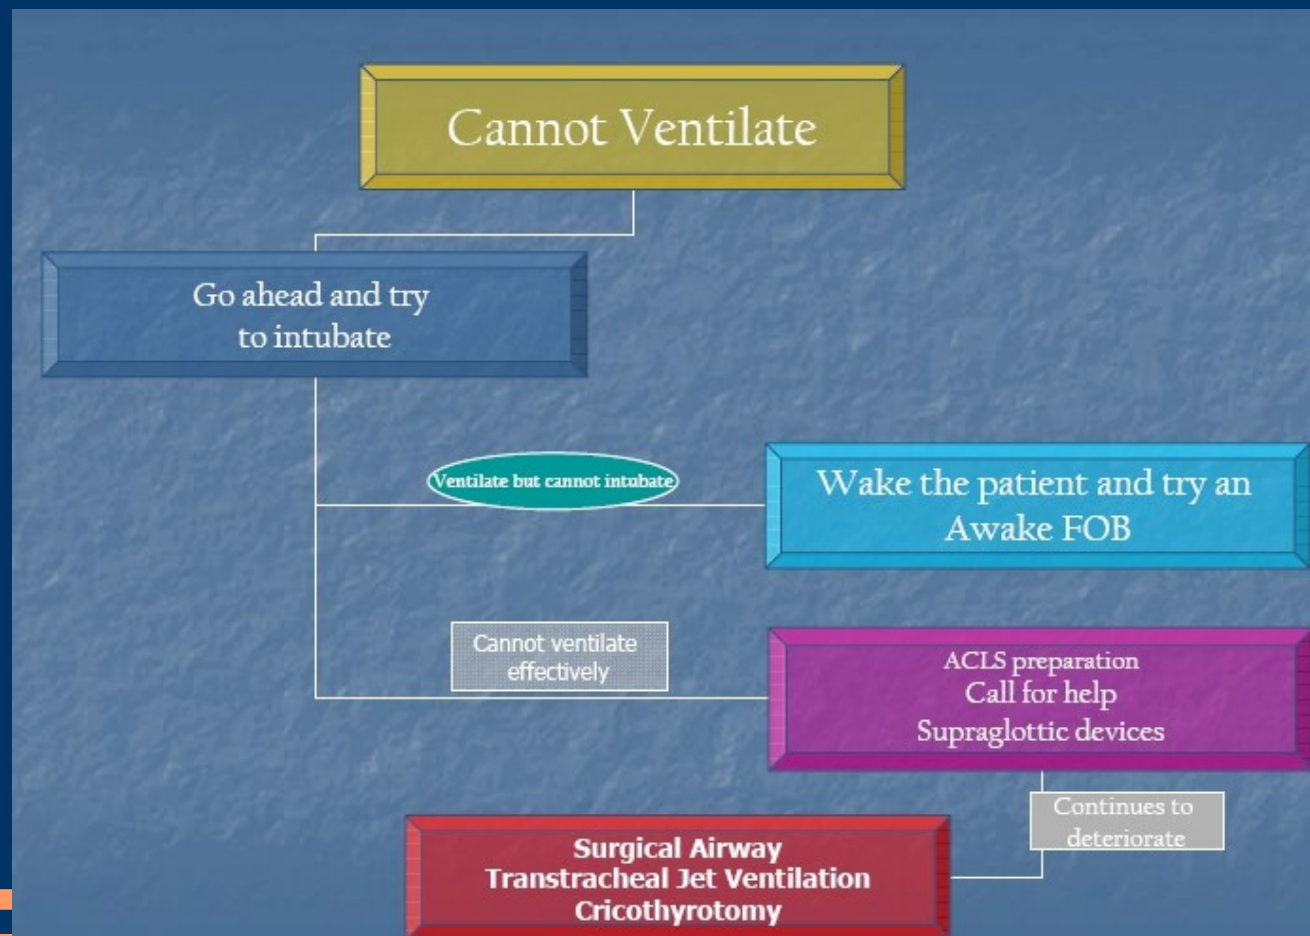 Cannot Ventilate
Go ahead and try
to intubate
Ventilate but cannot intubate
Wake the patient and try an
Awake FOB
Cannot ventilate
effectively
ACLS preparation
Call for help
Supraglottic devices
Continues to
deteriorate
Surgical Airway
Transtracheal Jet Ventilation
Cricothyrotomy